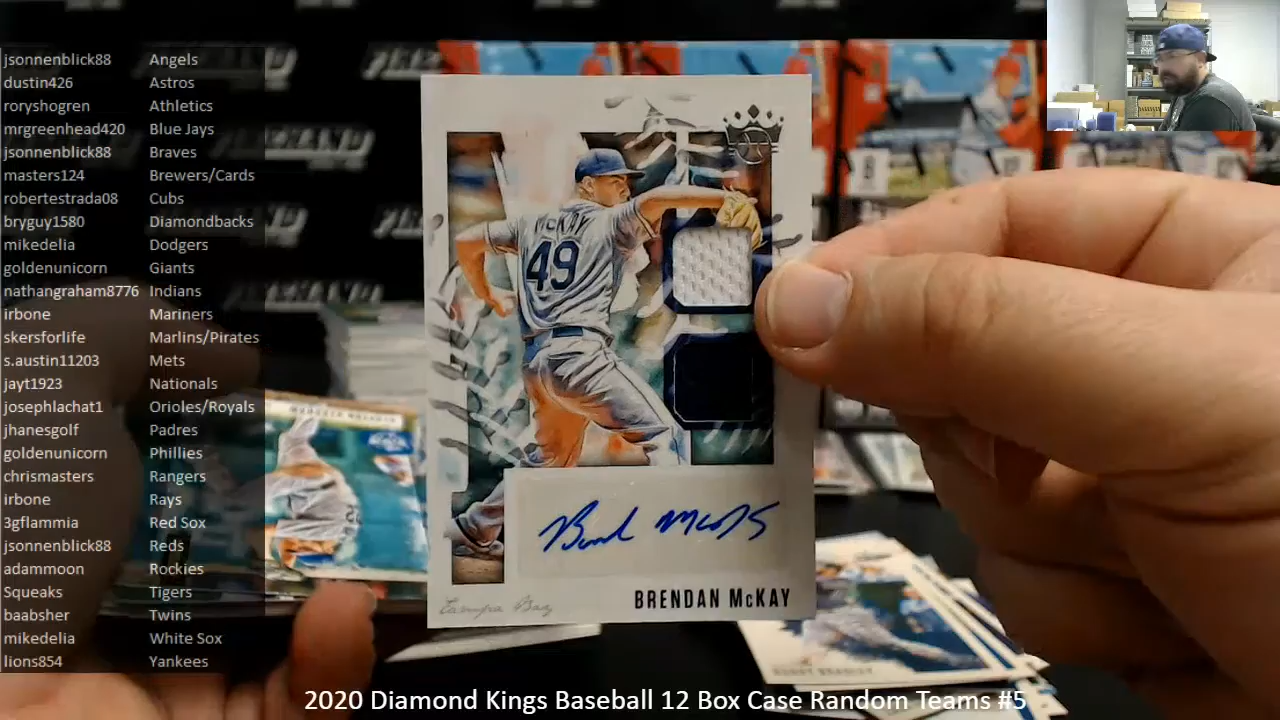 jsonnenblick88 Angels
dustin426 Astros
roryshogren Athletics
mrgreenhead420 Blue Jays
jsonnenblick88 Braves
masters124 Brewers/Cards
robertestrada08 Cubs
bryguy1580 Diamondbacks
mikedelia Dodgers
goldenunicorn Giants
nathangraham8776 Indians
irbone Mariners
skersforlife Marlins/Pirates
s.austin11203 Mets
jayt1923 Nationals
josephlachat1 Orioles/Royals
jhanesgolf Padres
goldenunicorn Phillies
chrismasters Rangers
irbone Rays
3gflammia Red Sox
jsonnenblick88 Reds
adammoon Rockies
Squeaks Tigers
baabsher Twins
mikedelia White Sox
lions854 Yankees
McKAY
49
Tampa Bay
BRENDAN McKAY
2020 Diamond Kings Baseball 12 Box Case Random Teams #5